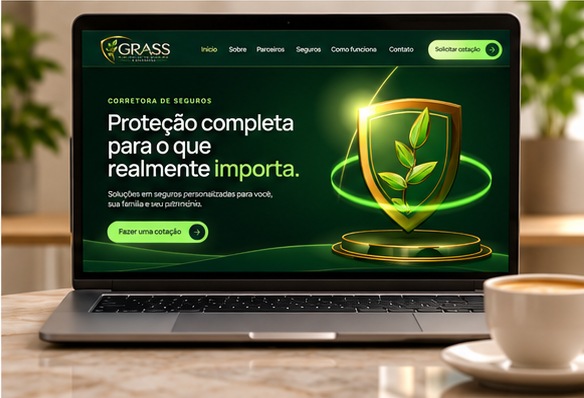 GRASS
Início Sobre Parceiros Seguros Como funciona Contato Solicitar cotação
CORRETORA DE SEGUROS
Proteção completa
para o que
realmente importa.
Soluções em seguros personalizadas para você,
sua família e seu patrimônio.
Fazer uma cotação